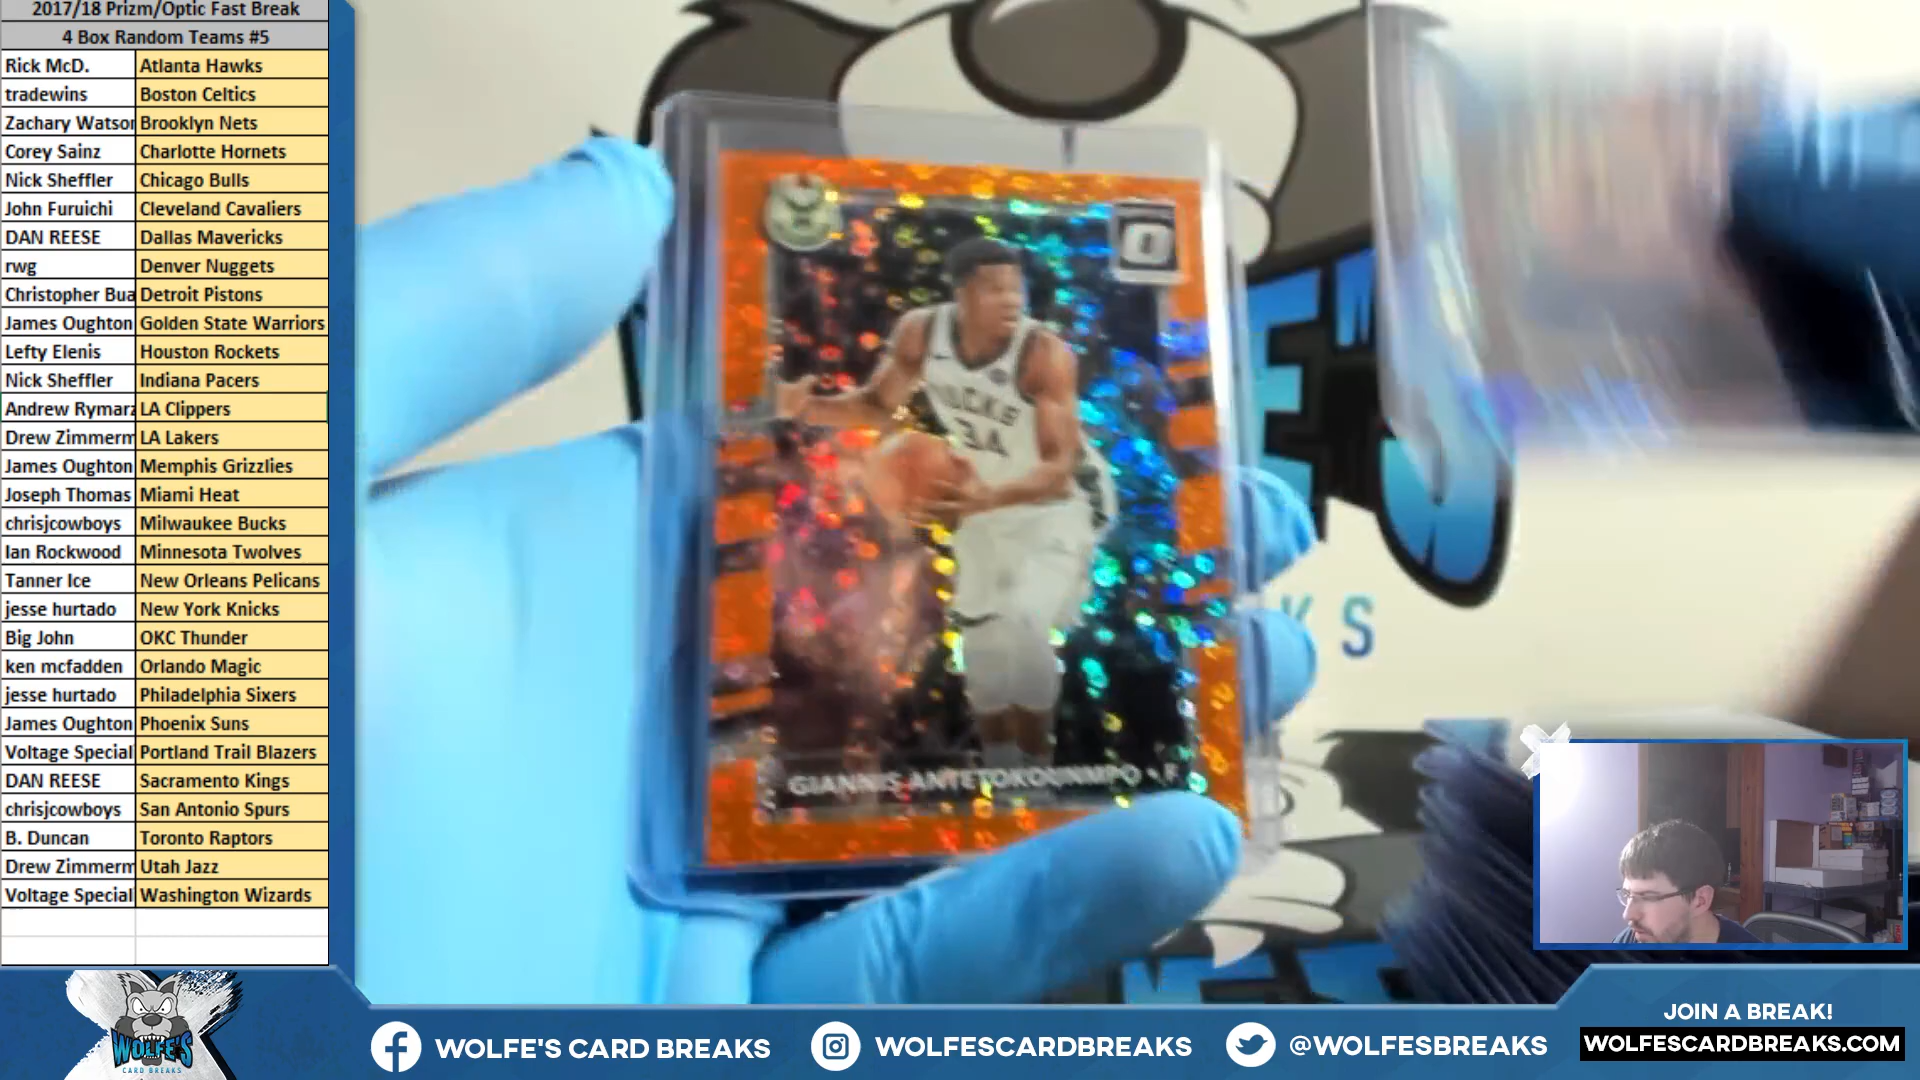 2017/18 Prizm/Optic Fast Break
4 Box Random Teams #5
Rick McD. Atlanta Hawks
tradewins Boston Celtics
Zachary Watson Brooklyn Nets
Corey Sainz Charlotte Hornets
Nick Sheffler Chicago Bulls
John Furuichi Cleveland Cavaliers
DAN REESE Dallas Mavericks
rwg Denver Nuggets
Christopher Bua Detroit Pistons
James Oughton Golden State Warriors
Lefty Elenis Houston Rockets
Nick Sheffler Indiana Pacers
Andrew Rymarz LA Clippers
Drew Zimmerm LA Lakers
James Oughton Memphis Grizzlies
Joseph Thomas Miami Heat
chrisjcowboys Milwaukee Bucks
Ian Rockwood Minnesota Twolves
Tanner Ice New Orleans Pelicans
jesse hurtado New York Knicks
Big John OKC Thunder
ken mcfadden Orlando Magic
jesse hurtado Philadelphia Sixers
James Oughton Phoenix Suns
Voltage Special Portland Trail Blazers
DAN REESE Sacramento Kings
chrisjcowboys San Antonio Spurs
B. Duncan Toronto Raptors
Drew Zimmerm Utah Jazz
Voltage Special Washington Wizards
BUCKS
34
GIANNIS ANTETOKOUNMPO • F
WOLFE'S
CARD BREAKS
WOLFE'S CARD BREAKS
WOLFESCARDBREAKS
@WOLFESBREAKS
JOIN A BREAK!
WOLFESCARDBREAKS.COM